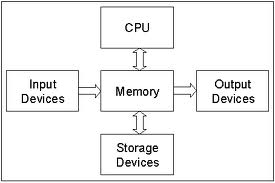 CPU
Input
Devices
Memory
Output
Devices
Storage
Devices